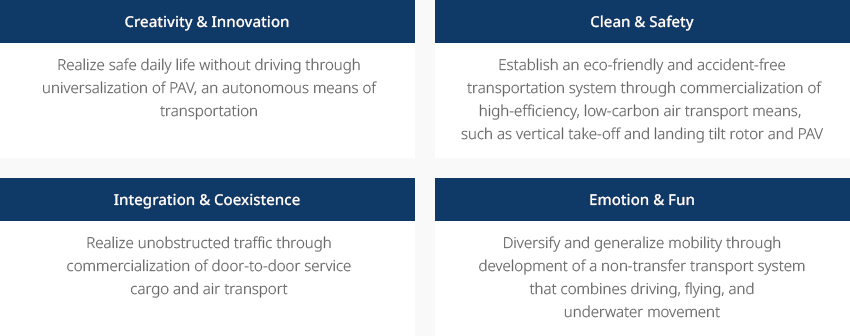 Creativity & Innovation
Realize safe daily life without driving through
universalization of PAV, an autonomous means of
transportation
Clean & Safety
Establish an eco-friendly and accident-free
transportation system through commercialization of
high-efficiency, low-carbon air transport means,
such as vertical take-off and landing tilt rotor and PAV
Integration & Coexistence
Realize unobstructed traffic through
commercialization of door-to-door service
cargo and air transport
Emotion & Fun
Diversify and generalize mobility through
development of a non-transfer transport system
that combines driving, flying, and
underwater movement